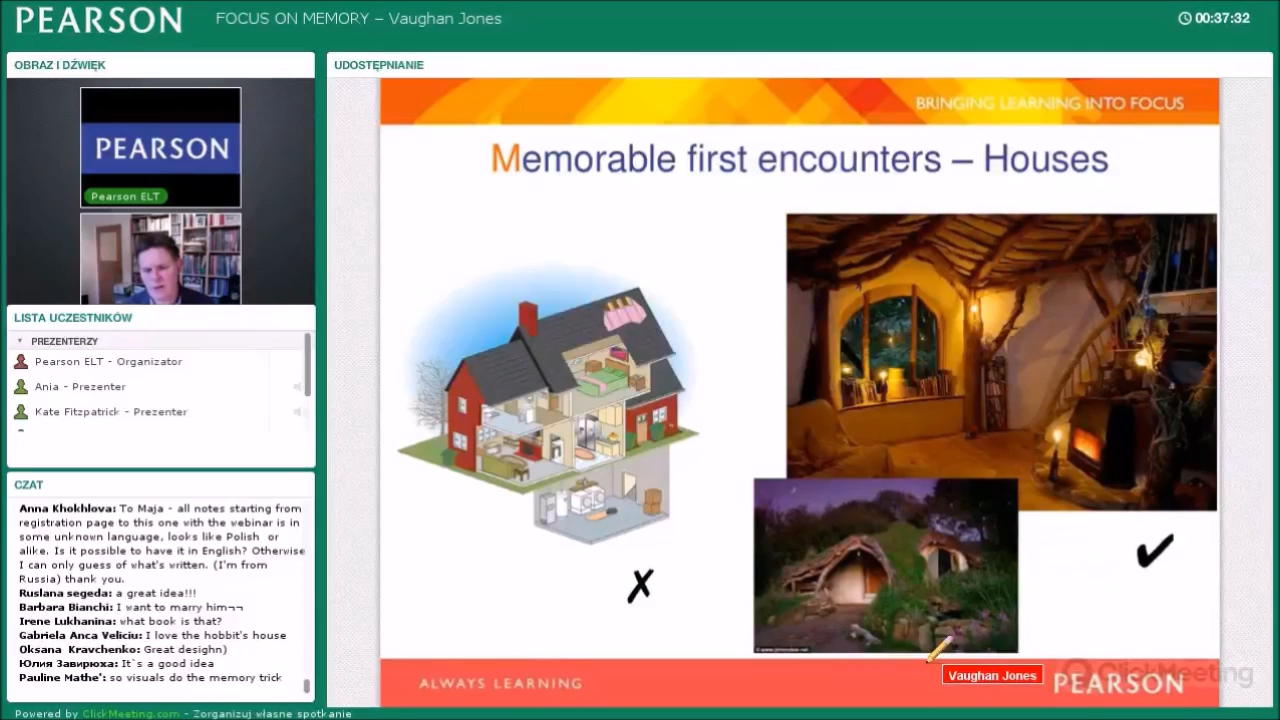 PEARSON
FOCUS ON MEMORY – Vaughan Jones
00:37:32
OBRAZ I DŹWIĘK
PEARSON
Pearson ELT
LISTA UCZESTNIKÓW
PREZENTERZY
Pearson ELT - Organizator
Ania - Prezenter
Kate Fitzpatrick - Prezenter
CZAT
Anna Khokhlova: To Maja - all notes starting from
registration page to this one with the webinar is in
some unknown language, looks like Polish or
alike. Is it possible to have it in English? Otherwise
I can only guess of what's written. (I'm from
Russia) thank you.
Ruslana segeda: a great idea!!!
Barbara Bianchi: I want to marry him¬¬
Irene Lukhanina: what book is that?
Gabriela Anca Veliciu: I love the hobbit's house
Oksana Kravchenko: Great desighn)
Юлия Завирюха: It`s a good idea
Pauline Mathe': so visuals do the memory trick
UDOSTĘPNIANIE
BRINGING LEARNING INTO FOCUS
Memorable first encounters – Houses
ALWAYS LEARNING
Vaughan Jones
PEARSON
ClickMeeting
Powered by ClickMeeting.com - Zorganizuj własne spotkanie